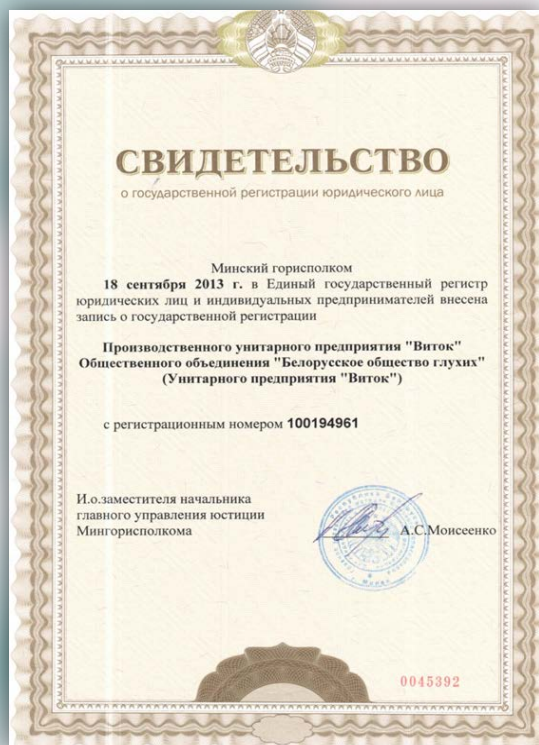 СВИДЕТЕЛЬСТВО
о государственной регистрации юридического лица
Минский горисполком
18 сентября 2013 г. в Единый государственный регистр
юридических лиц и индивидуальных предпринимателей внесена
запись о государственной регистрации
Производственного унитарного предприятия "Виток"
Общественного объединения "Белорусское общество глухих"
(Унитарного предприятия "Виток")
с регистрационным номером 100194961
И.о.заместителя начальника
главного управления юстиции
Мингорисполкома
А.С.Моисеенко
0045392